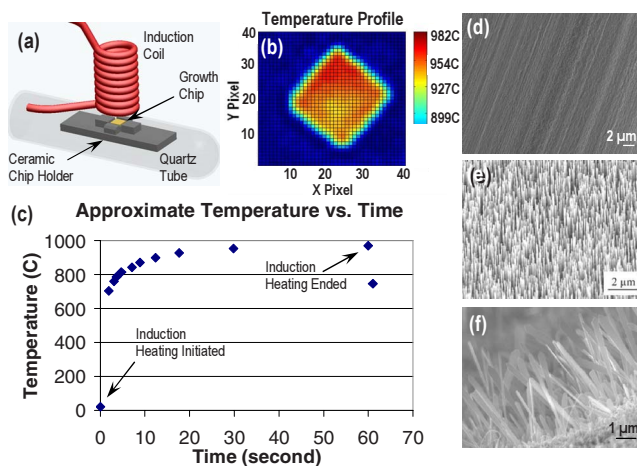 (a)
Induction
Coil
Growth
Chip
Ceramic
Chip Holder
Quartz
Tube
Temperature Profile
(b)
40
30
20
10
Y Pixel
10 20 30 40
X Pixel
982C
954C
927C
899C
(c)
Approximate Temperature vs. Time
1000
800
600
400
200
0
Temperature (C)
Induction
Heating Ended
Induction
Heating Initiated
0 10 20 30 40 50 60 70
Time (second)
(d)
2 µm
(e)
2 µm
(f)
1 µm